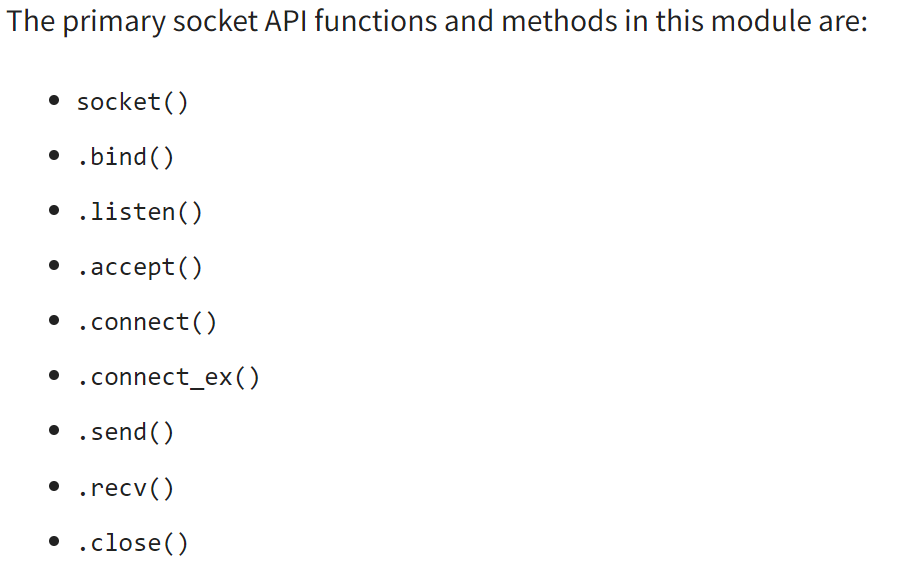 The primary socket API functions and methods in this module are:
• socket()
• .bind()
• .listen()
• .accept()
• .connect()
• .connect_ex()
• .send()
• .recv()
• .close()